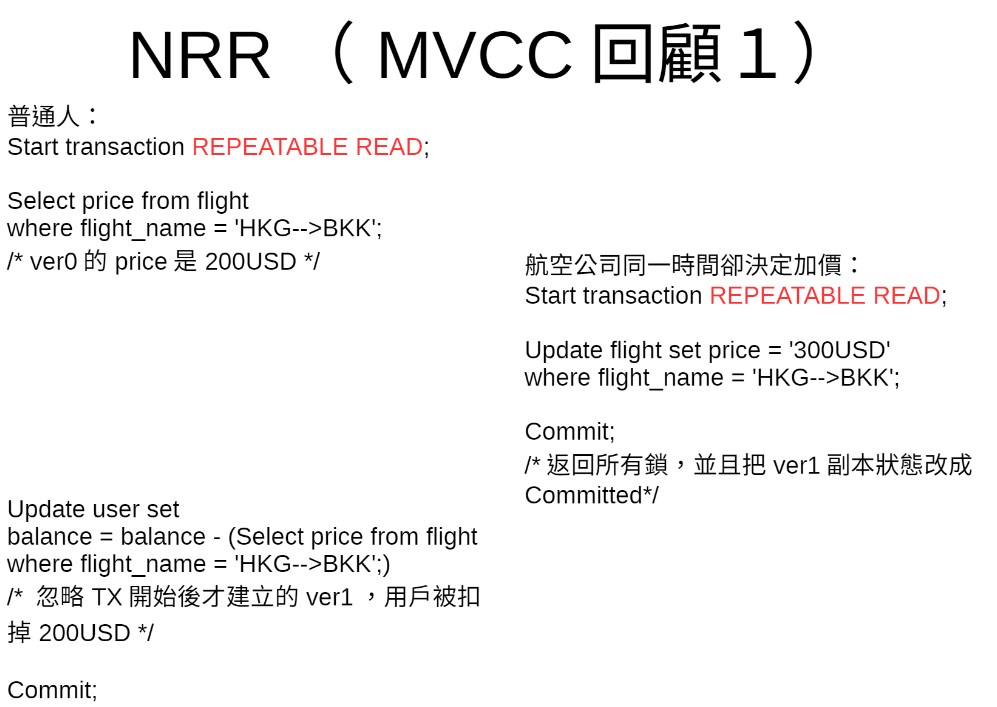 NRR （ MVCC 回顧１）
普通人：
Start transaction REPEATABLE READ;
Select price from flight
where flight_name = 'HKG-->BKK';
/* ver0 的 price 是 200USD */
航空公司同一時間卻決定加價：
Start transaction REPEATABLE READ;
Update flight set price = '300USD'
where flight_name = 'HKG-->BKK';
Commit;
/* 返回所有鎖，並且把 ver1 副本狀態改成
Committed*/
Update user set
balance = balance - (Select price from flight
where flight_name = 'HKG-->BKK';)
/*  忽略 TX 開始後才建立的 ver1 ，用戶被扣
掉 200USD */
Commit;